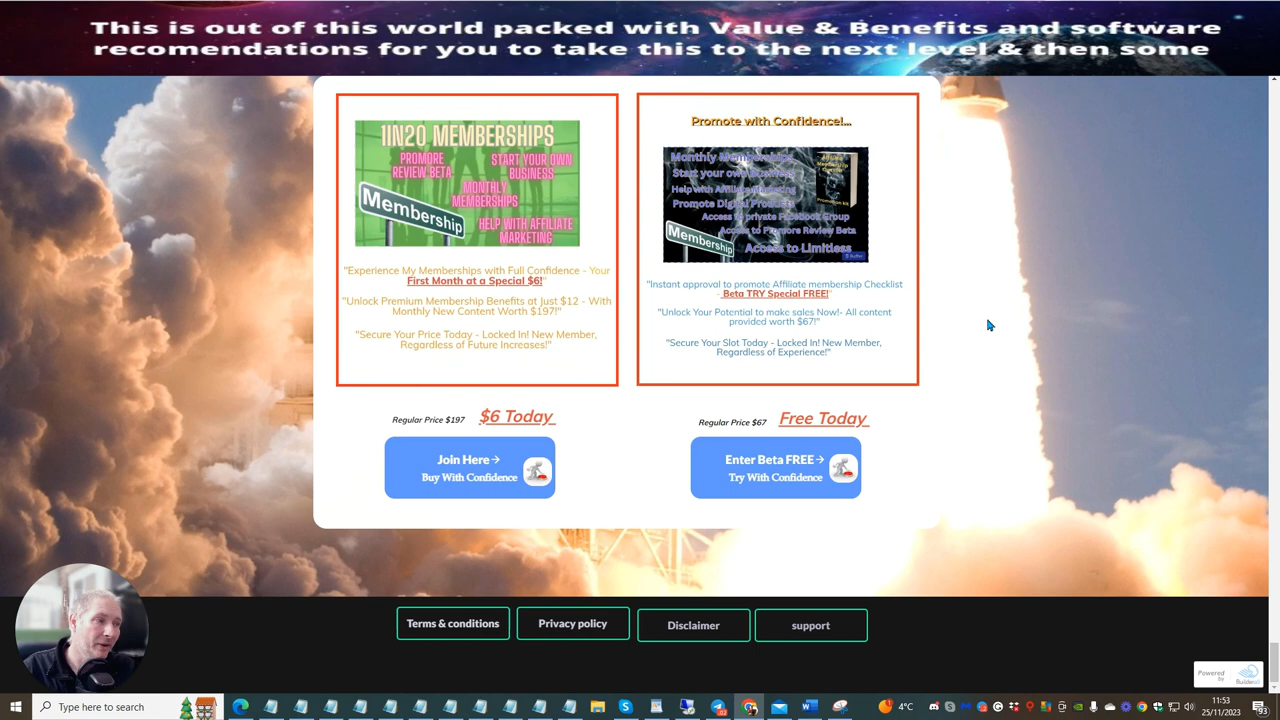 This is out of this world packed with Value & Benefits and software
recomendations for you to take this to the next level & then some
1IN20 MEMBERSHIPS
PROMORE
REVIEW BETA
START YOUR OWN
BUSINESS
MONTHLY
MEMBERSHIPS
Membership
HELP WITH AFFILIATE
MARKETING
"Experience My Memberships with Full Confidence - Your
First Month at a Special $6!"
"Unlock Premium Membership Benefits at Just $12 - With
Monthly New Content Worth $197!"
"Secure Your Price Today - Locked In! New Member,
Regardless of Future Increases!"
Regular Price $197
$6 Today
Join Here→
Buy With Confidence
Promote with Confidence!...
Monthly Memberships
Start your own Business
Help with Affiliate Marketing
Promote Digital Products
Access to private Facebook Group
Access to Promore Review Beta
Access to Limitless
Membership
Affiliate
Membership
Checklist
Promotion kit
"Instant approval to promote Affiliate membership Checklist
- Beta TRY Special FREE!"
"Unlock Your Potential to make sales Now!- All content
provided worth $67!"
"Secure Your Slot Today - Locked In! New Member,
Regardless of Experience!"
Regular Price $67
Free Today
Enter Beta FREE→
Try With Confidence
Terms & conditions
Privacy policy
Disclaimer
support
Powered
by
Type here to search
4°C
11:53
25/11/2023